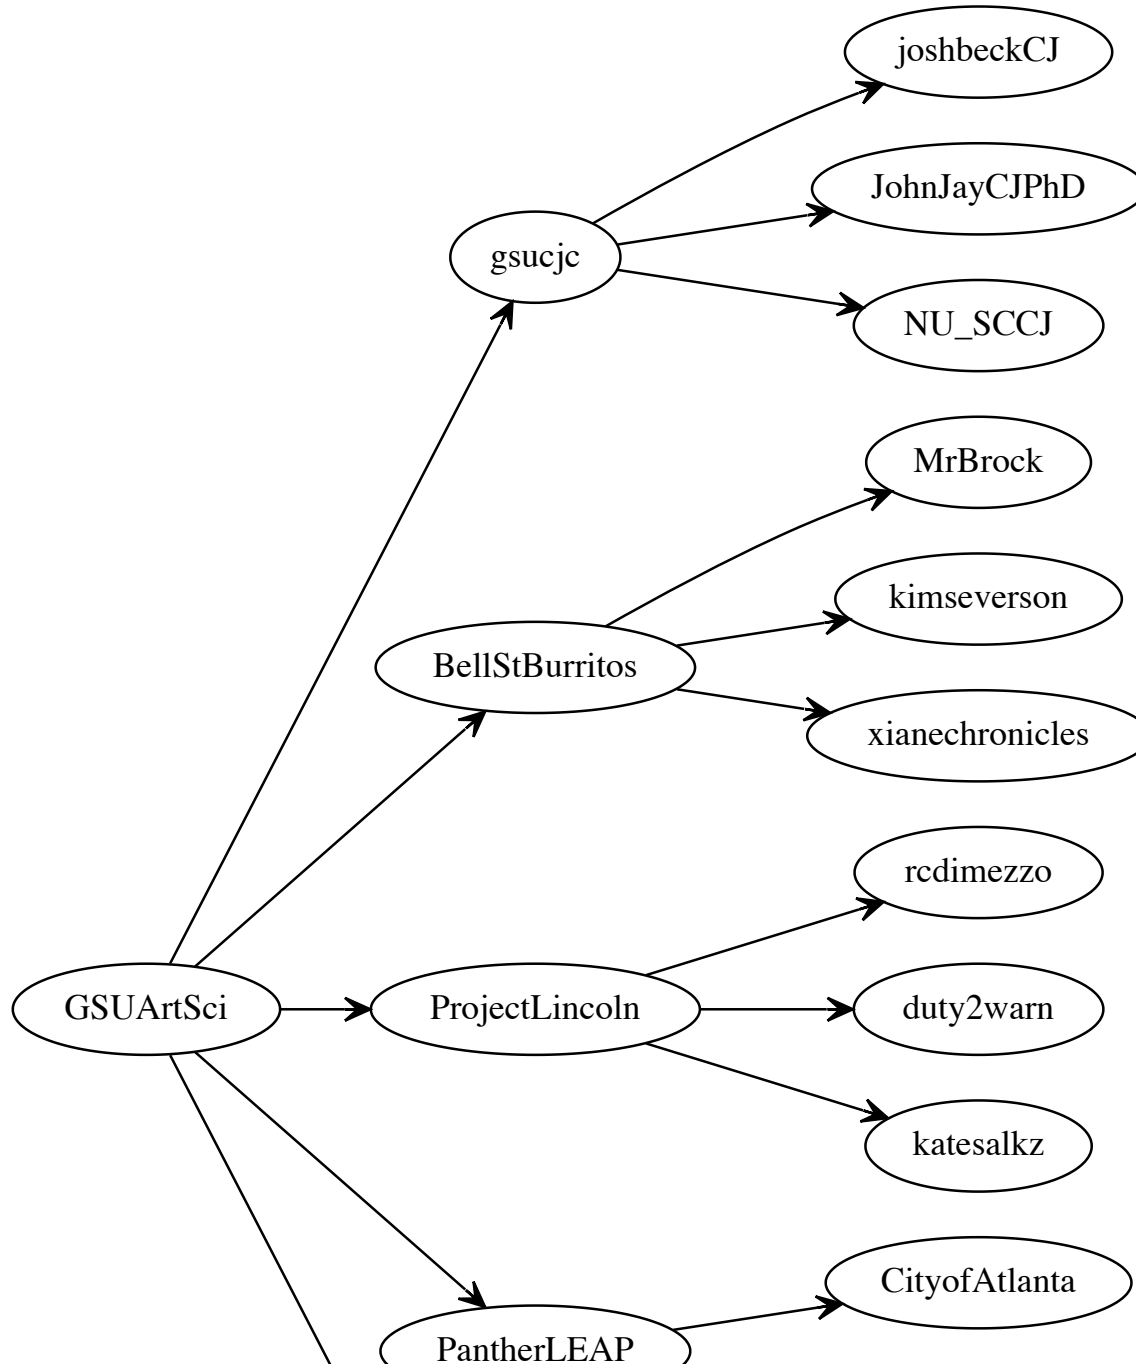 joshbeckCJ
JohnJayCJPhD
gsucjc
NU_SCCJ
MrBrock
kimseverson
BellStBurritos
xianechronicles
rcdimezzo
GSUArtSci
ProjectLincoln
duty2warn
katesalkz
CityofAtlanta
PantherLEAP